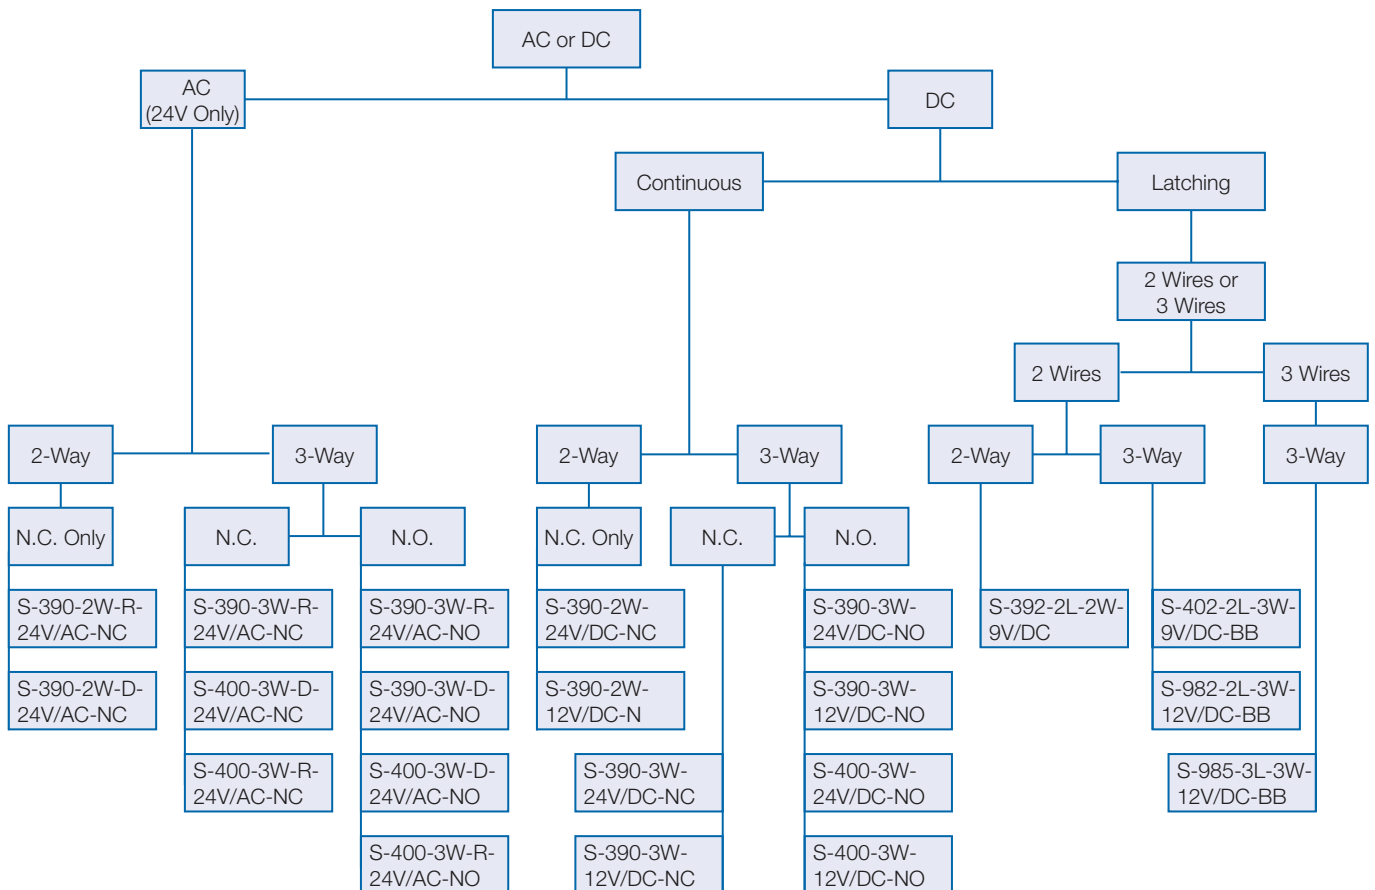 AC or DC
AC
(24V Only)
DC
Continuous
Latching
2 Wires or
3 Wires
2 Wires
3 Wires
2-Way
3-Way
2-Way
3-Way
2-Way
3-Way
3-Way
N.C. Only
N.C.
N.O.
N.C. Only
N.C.
N.O.
S-390-2W-R-
24V/AC-NC
S-390-3W-R-
24V/AC-NC
S-390-3W-R-
24V/AC-NO
S-390-2W-
24V/DC-NC
S-390-3W-
24V/DC-NO
S-392-2L-2W-
9V/DC
S-402-2L-3W-
9V/DC-BB
S-390-2W-D-
24V/AC-NC
S-400-3W-D-
24V/AC-NC
S-390-3W-D-
24V/AC-NO
S-390-2W-
12V/DC-N
S-390-3W-
12V/DC-NO
S-982-2L-3W-
12V/DC-BB
S-400-3W-R-
24V/AC-NC
S-400-3W-D-
24V/AC-NO
S-390-3W-
24V/DC-NC
S-400-3W-
24V/DC-NO
S-985-3L-3W-
12V/DC-BB
S-400-3W-R-
24V/AC-NO
S-390-3W-
12V/DC-NC
S-400-3W-
12V/DC-NO